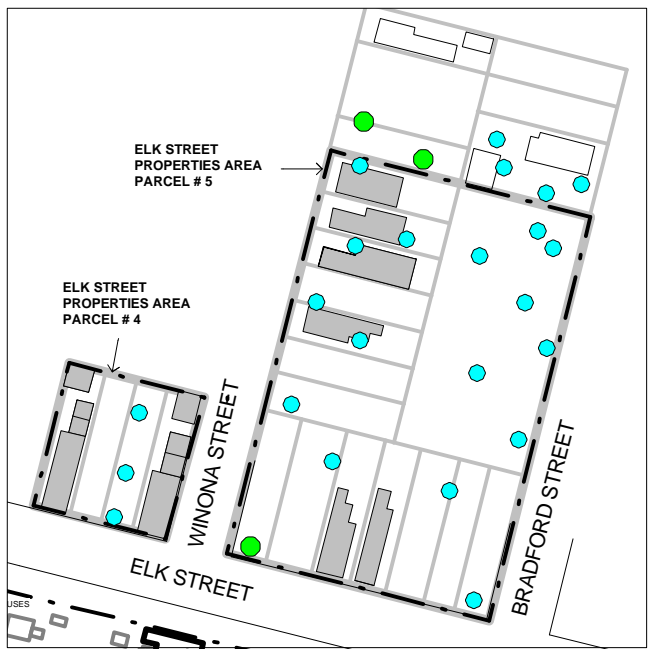 ELK STREET
PROPERTIES AREA
PARCEL # 5
ELK STREET
PROPERTIES AREA
PARCEL # 4
WINONA STREET
BRADFORD STREET
ELK STREET
USES